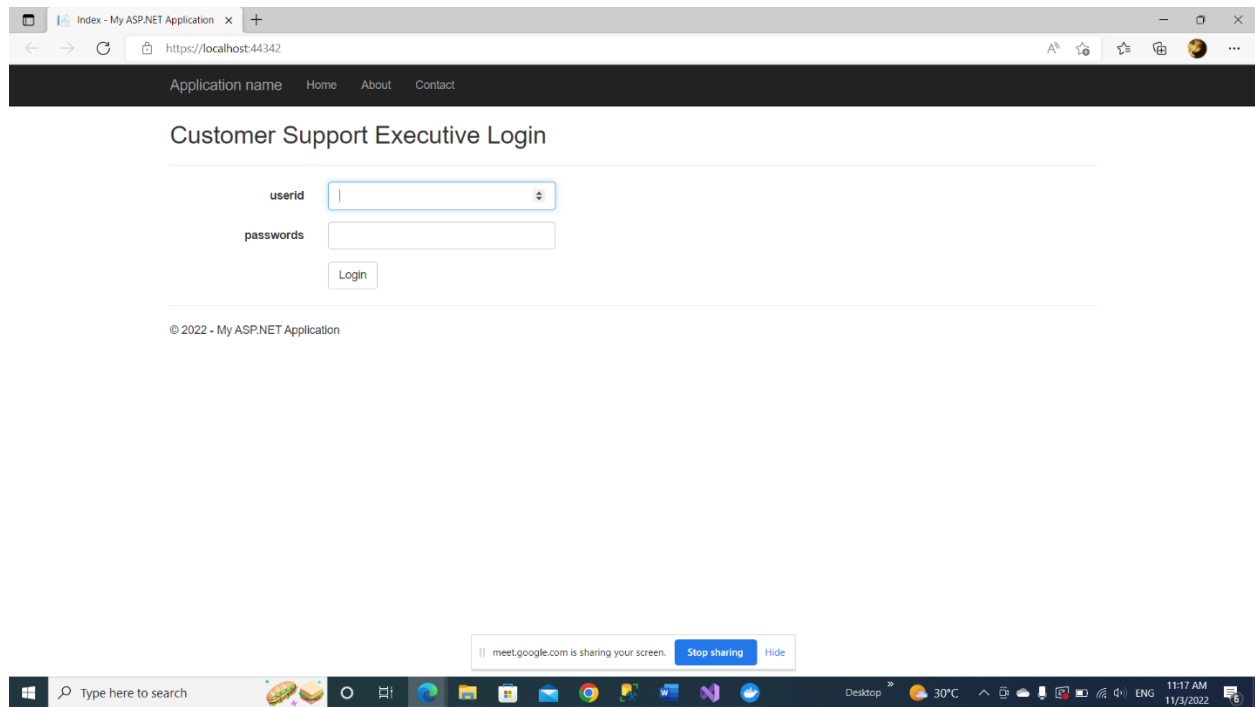 Index - My ASP.NET Application
https://localhost:44342
Application name Home About Contact
Customer Support Executive Login
userid
passwords
Login
© 2022 - My ASP.NET Application
meet.google.com is sharing your screen. Stop sharing Hide
Type here to search Desktop 30°C ENG 11:17 AM
11/3/2022 6